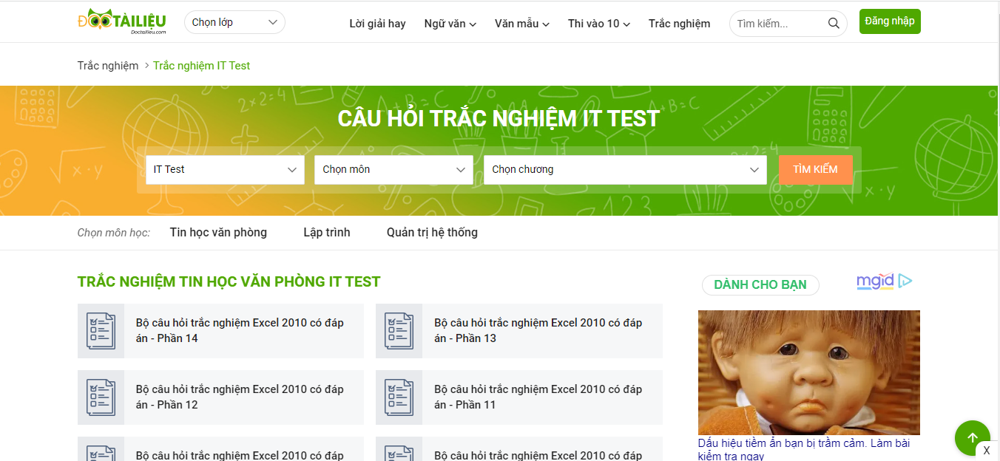 ĐOCTÀILIỆU
Doctailieu.com
Chọn lớp
Lời giải hay
Ngữ văn
Văn mẫu
Thi vào 10
Trắc nghiệm
Tìm kiếm...
Đăng nhập
Trắc nghiệm > Trắc nghiệm IT Test
CÂU HỎI TRẮC NGHIỆM IT TEST
IT Test
Chọn môn
Chọn chương
TÌM KIẾM
Chọn môn học:
Tin học văn phòng
Lập trình
Quản trị hệ thống
TRẮC NGHIỆM TIN HỌC VĂN PHÒNG IT TEST
Bộ câu hỏi trắc nghiệm Excel 2010 có đáp
án - Phần 14
Bộ câu hỏi trắc nghiệm Excel 2010 có đáp
án - Phần 13
Bộ câu hỏi trắc nghiệm Excel 2010 có đáp
án - Phần 12
Bộ câu hỏi trắc nghiệm Excel 2010 có đáp
án - Phần 11
Bộ câu hỏi trắc nghiệm Excel 2010 có đáp
Bộ câu hỏi trắc nghiệm Excel 2010 có đáp
DÀNH CHO BẠN
mgid
Dấu hiệu tiềm ẩn bạn bị trầm cảm. Làm bài
kiểm tra ngay
X